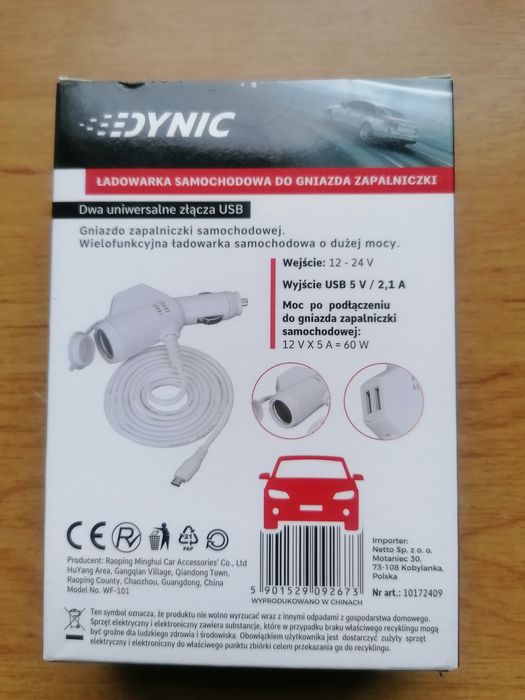 DYNIC
ŁADOWARKA SAMOCHODOWA DO GNIAZDA ZAPALNICZKI
Dwa uniwersalne złącza USB
Gniazdo zapalniczki samochodowej.
Wielofunkcyjna ładowarka samochodowa o dużej mocy.
Wejście: 12 - 24 V
Wyjście USB 5 V / 2,1 A
Moc po podłączeniu
do gniazda zapalniczki
samochodowej:
12 V X 5 A = 60 W
CE
21
PAP
Producent: Raoping Minghui Car Accessories' Co., Ltd
HuYang Area, Gangqian Village, Qiandong Town,
Raoping County, Chaozhou, Guangdong, China
Model No. WF-101
5 901529 092673
WYPRODUKOWANO W CHINACH
Importer:
Netto Sp. z o. o.
Motaniec 30,
73-108 Kobylanka,
Polska
Nr art.: 10172409
Ten symbol oznacza, że produktu nie wolno wyrzucać wraz z innymi odpadami z gospodarstwa domowego.
Sprzęt elektryczny i elektroniczny zawiera substancje, które w przypadku braku właściwego recyklingu mogą
być groźne dla ludzkiego zdrowia i środowiska. Obowiązkiem użytkownika jest dostarczyć zużyty sprzęt
elektryczny i elektroniczny do właściwego punktu zbiórki celem przekazania go do recyklingu.